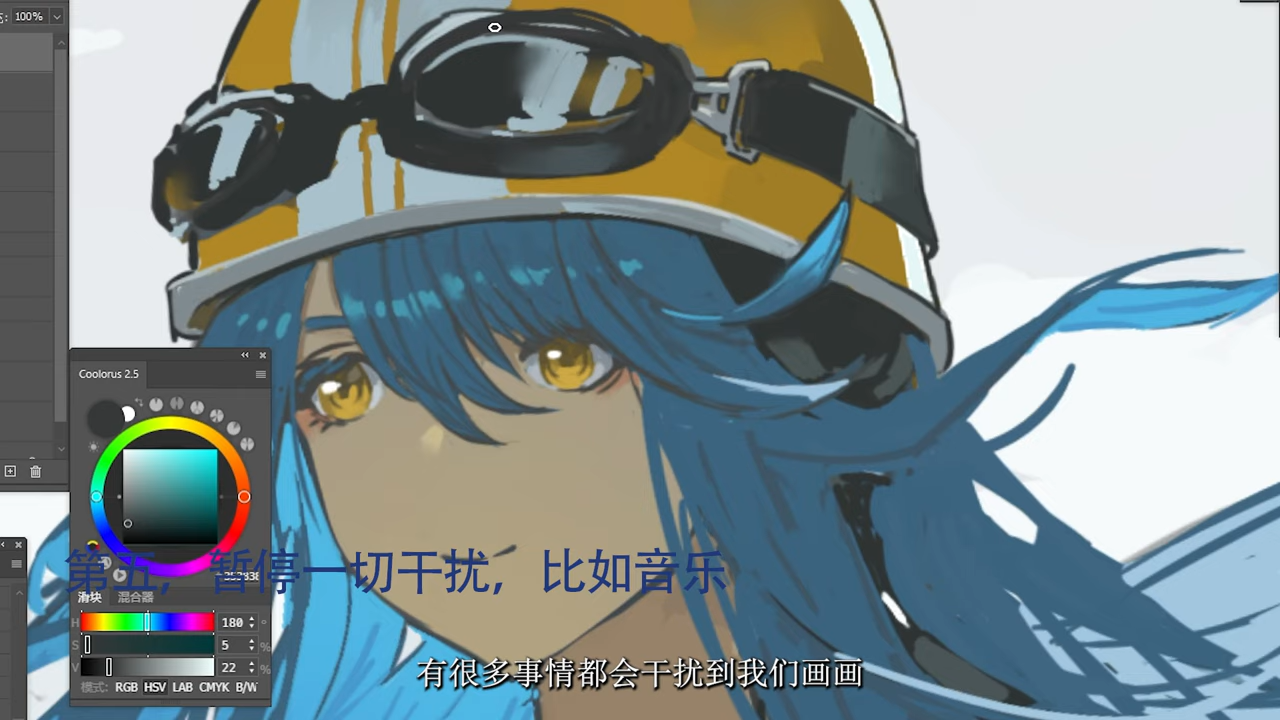 100%
Coolorus 2.5
第五，暂停一切干扰，比如音乐
滑块 混合器
H 180 °
S 5 %
V 22 %
模式: RGB HSV LAB CMYK B/W
有很多事情都会干扰到我们画画